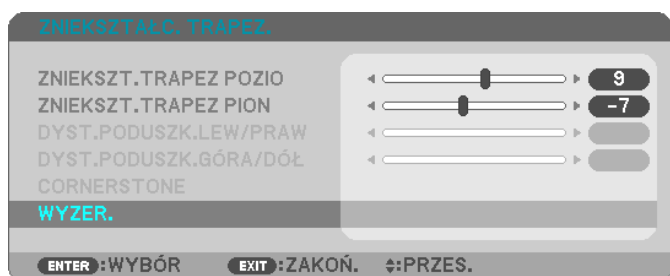 ZNIEKSZTAŁC. TRAPEZ.
ZNIEKSZT.TRAPEZ POZIO 9
ZNIEKSZT.TRAPEZ PION -7
DYST.PODUSZK.LEW/PRAW
DYST.PODUSZK.GÓRA/DÓŁ
CORNERSTONE
WYZER.
ENTER :WYBÓR EXIT :ZAKOŃ. :PRZES.